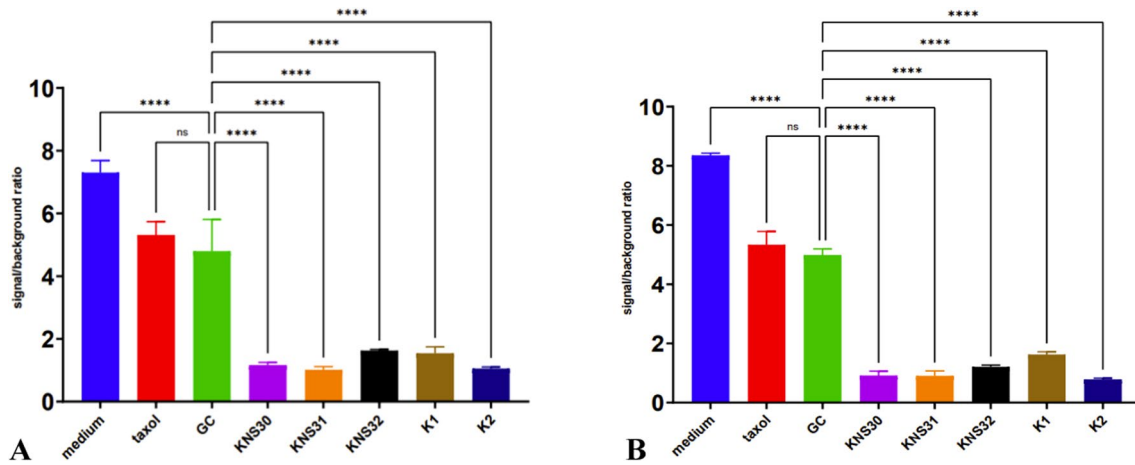 ****
****
****
**** ****
ns ****
10
8
6
4
2
0
signal/background ratio
medium taxol GC KNS30 KNS31 KNS32 K1 K2
A
****
****
****
**** ****
ns ****
10
8
6
4
2
0
signal/background ratio
medium taxol GC KNS30 KNS31 KNS32 K1 K2
B